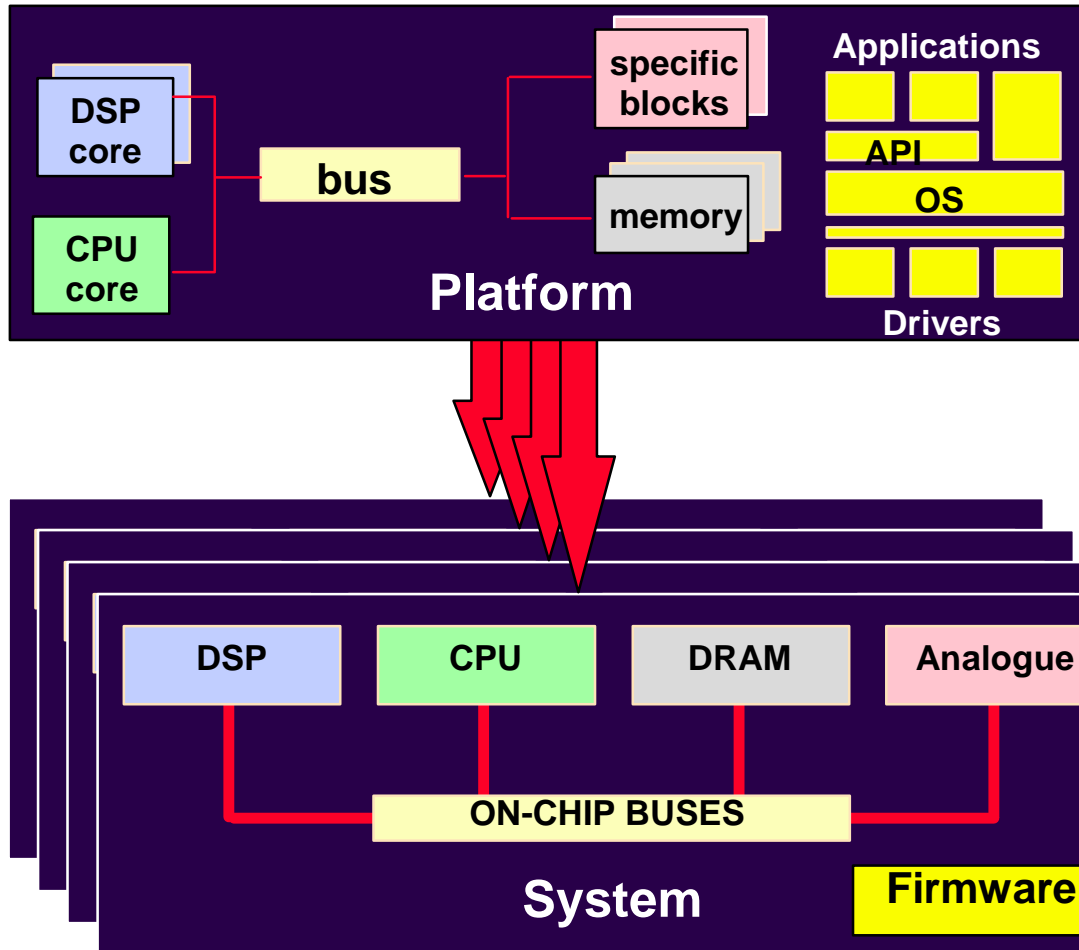 DSP
core
CPU
core
bus
specific
blocks
memory
Platform
Applications
API
OS
Drivers
DSP
CPU
DRAM
Analogue
ON-CHIP BUSES
System
Firmware